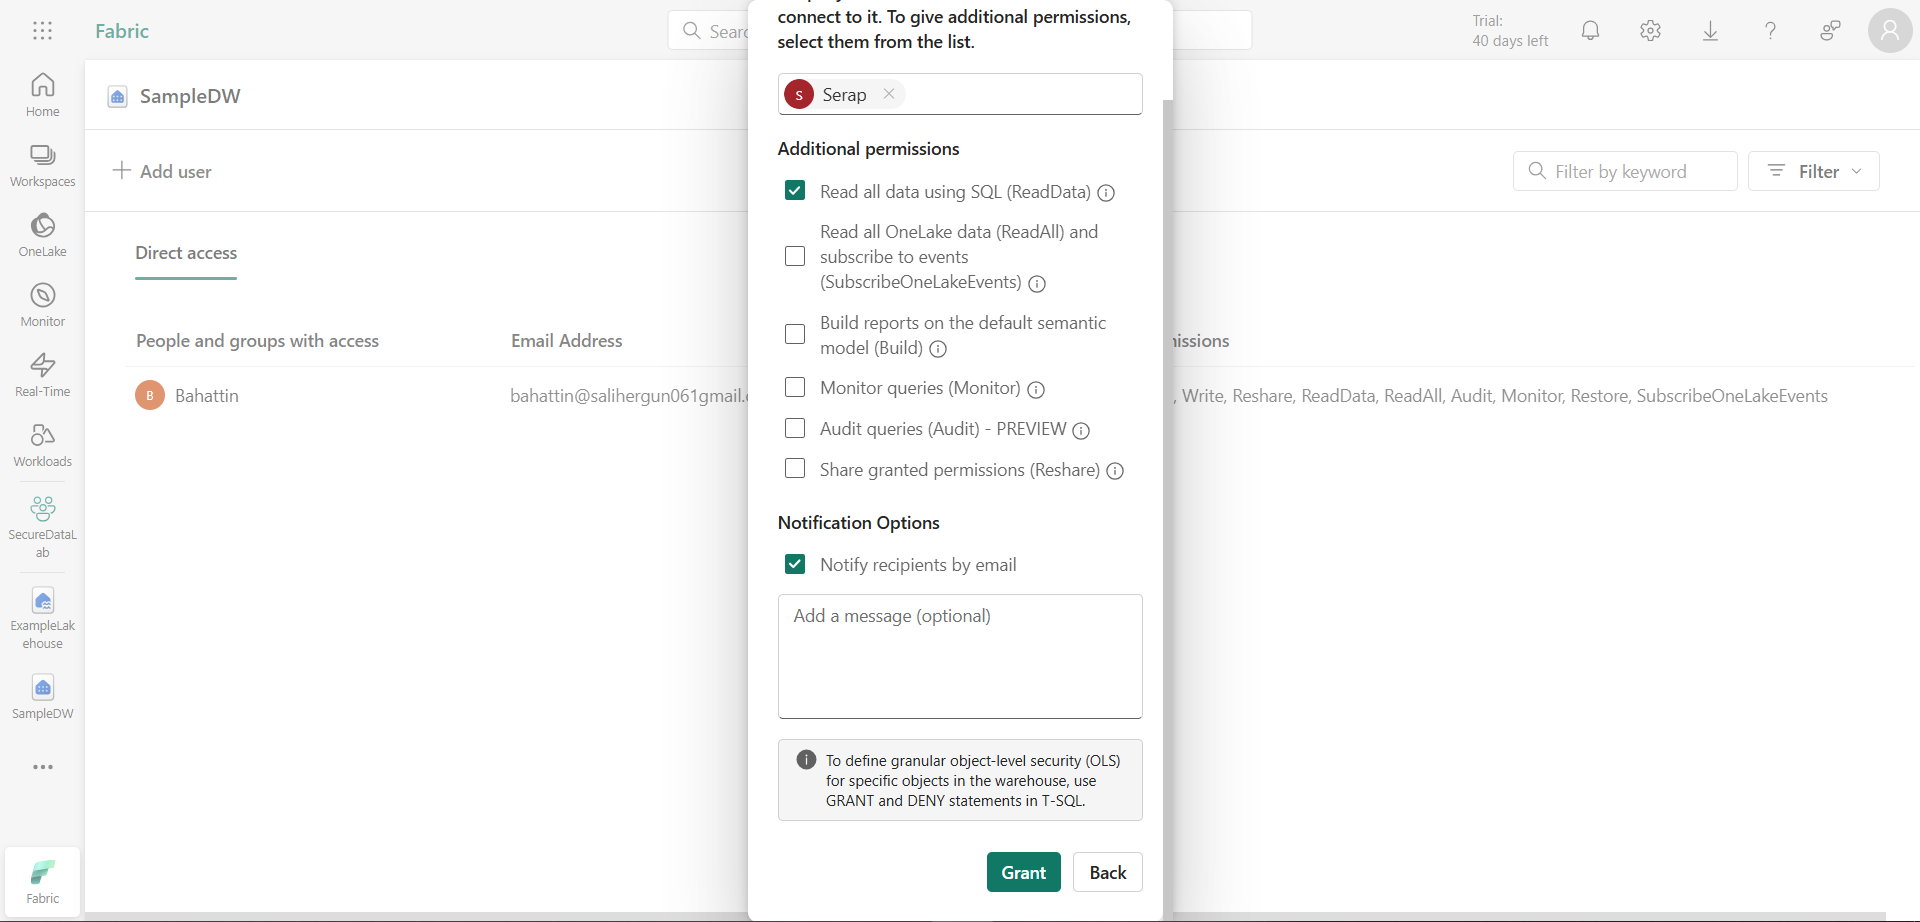 Fabric
Sear
Trial:
40 days left
Home
Workspaces
OneLake
Monitor
Real-Time
Workloads
SecureDataL
ab
ExampleLak
ehouse
SampleDW
Fabric
SampleDW
Add user
Filter by keyword
Filter
Direct access
People and groups with access
Email Address
issions
B
Bahattin
bahattin@salihergun061gmail.
, Write, Reshare, ReadData, ReadAll, Audit, Monitor, Restore, SubscribeOneLakeEvents
connect to it. To give additional permissions,
select them from the list.
S
Serap
Additional permissions
Read all data using SQL (ReadData)
Read all OneLake data (ReadAll) and
subscribe to events
(SubscribeOneLakeEvents)
Build reports on the default semantic
model (Build)
Monitor queries (Monitor)
Audit queries (Audit) - PREVIEW
Share granted permissions (Reshare)
Notification Options
Notify recipients by email
Add a message (optional)
To define granular object-level security (OLS)
for specific objects in the warehouse, use
GRANT and DENY statements in T-SQL.
Grant
Back